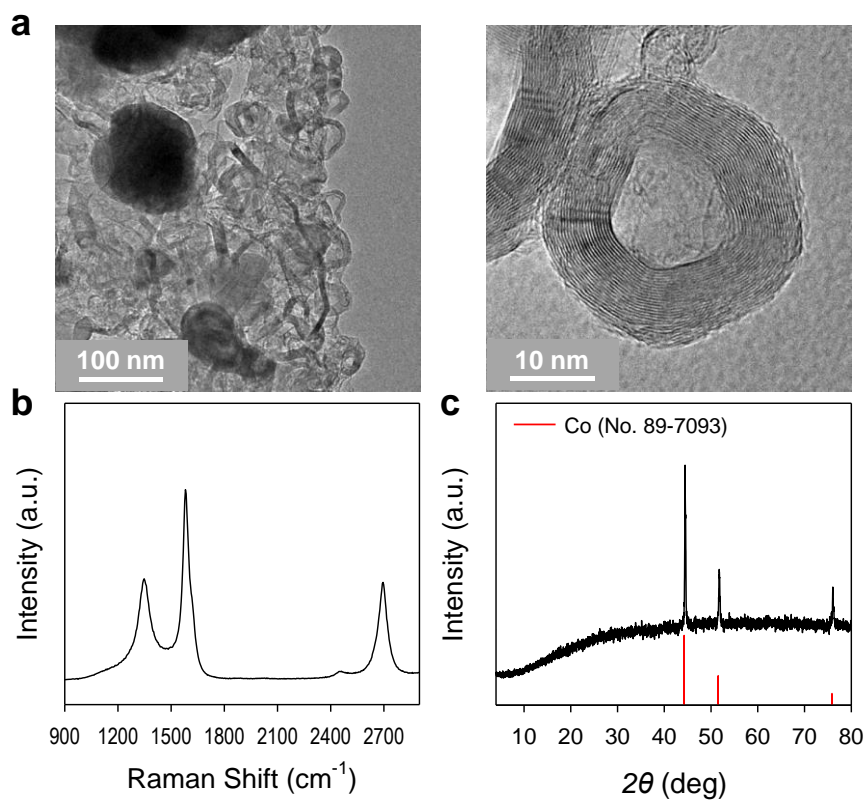 a
100 nm
10 nm
b
c
Intensity (a.u.)
900 1200 1500 1800 2100 2400 2700
Raman Shift (cm⁻¹)
Intensity (a.u.)
Co (No. 89-7093)
10 20 30 40 50 60 70 80
2θ (deg)